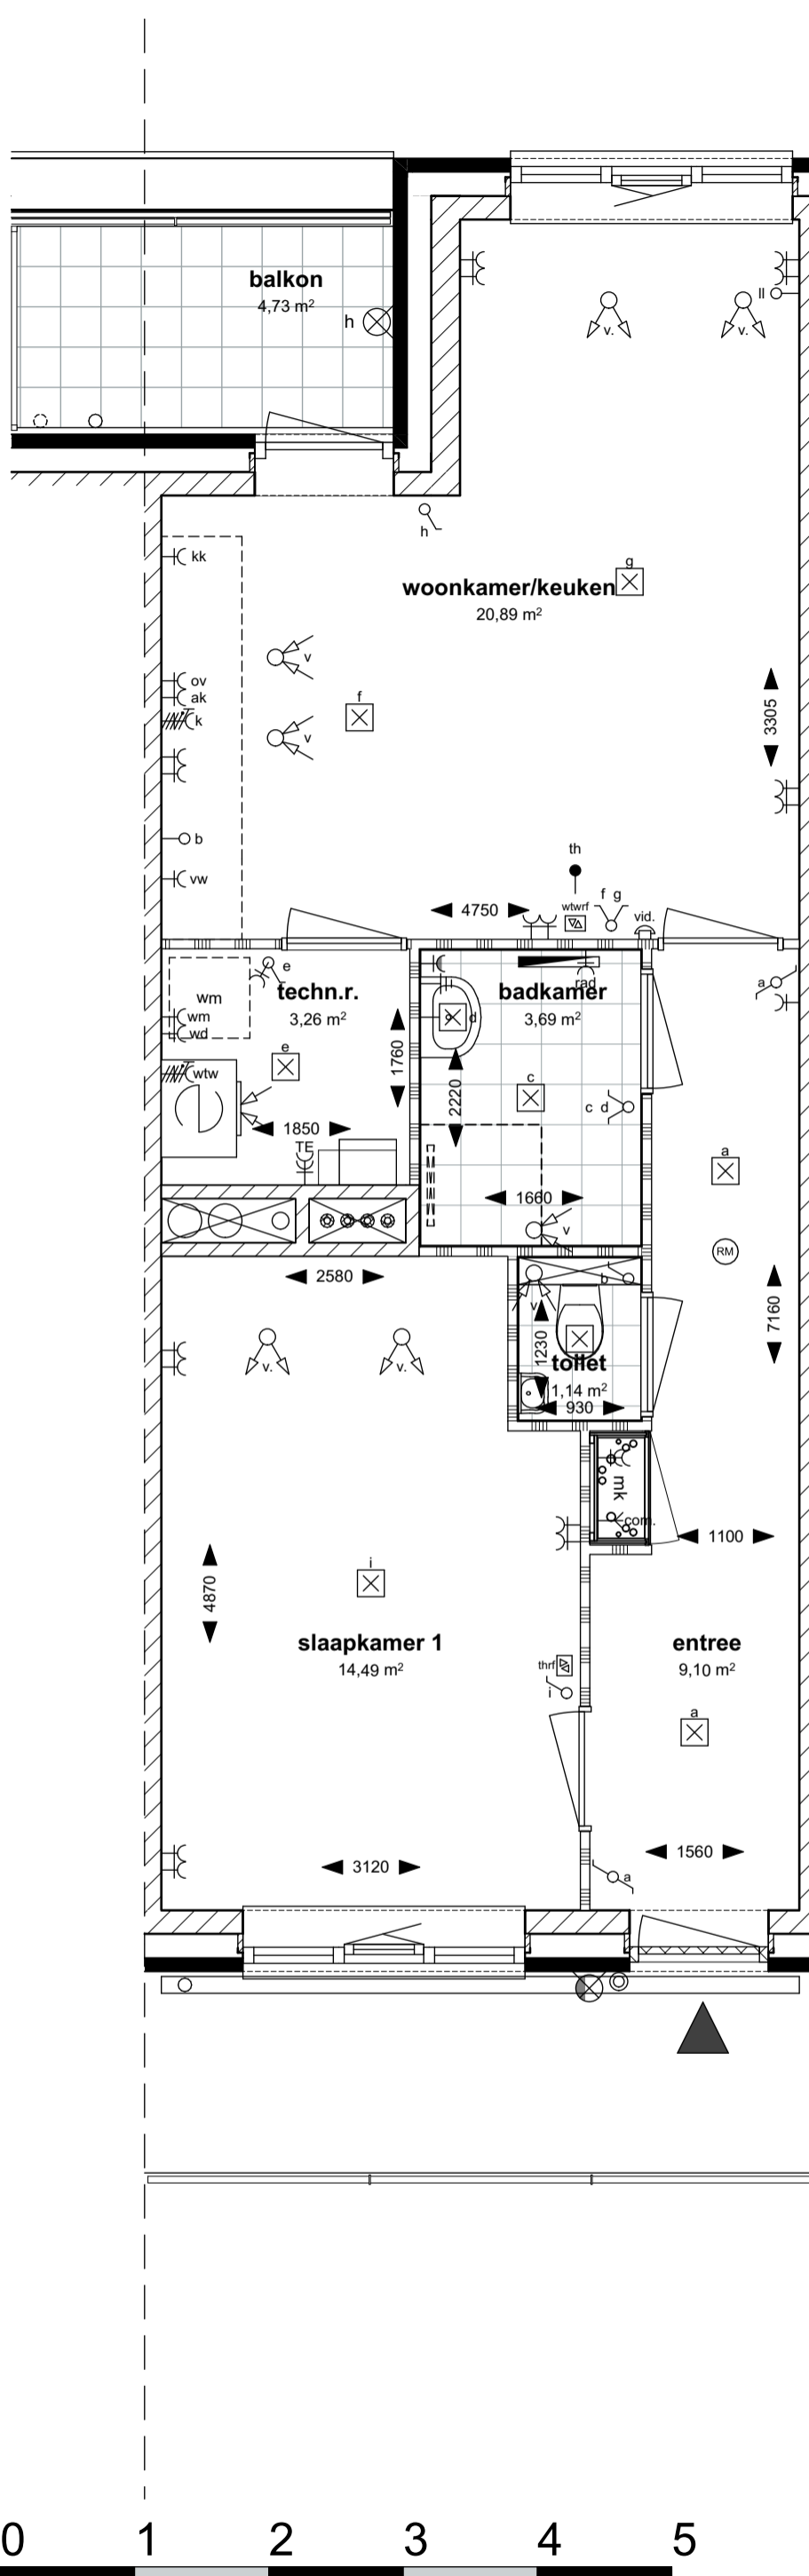 balkon
4,73 m²
h
v.
v.
ll
h
kk
g
woonkamer/keuken
20,89 m²
v
ov
ak
f
k
v
3305
b
th
vw
4750
wtwrf
f g
vid.
e
techn.r.
3,26 m²
wm
wm
wd
badkamer
3,69 m²
rad
d
a
e
wtw
1760
2220
c
c d
1850
TE
a
1660
v
RM
2580
b
v
7160
v.
v.
1230
toilet
1,14 m²
930
mk
com.
1100
i
4870
slaapkamer 1
14,49 m²
entree
9,10 m²
thrf
i
a
1560
3120
a
0 1 2 3 4 5